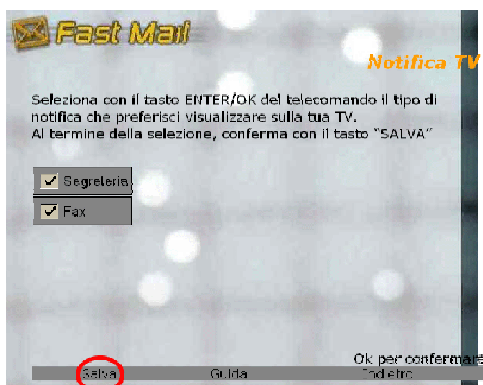 Fast Mail
Notifica TV
Seleziona con il tasto ENTER/OK del telecomando il tipo di
notifica che preferisci visualizzare sulla tua TV.
Al termine della selezione, conferma con il tasto "SALVA"
Segreteria
Fax
Ok per confermare
Salva Guida Indietro